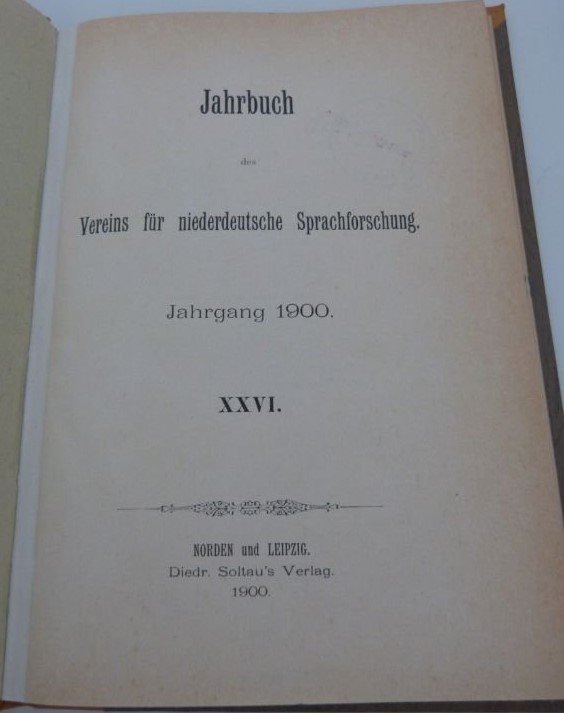 Jahrbuch
des
Vereins für niederdeutsche Sprachforschung.
Jahrgang 1900.
XXVI.
NORDEN und LEIPZIG.
Diedr. Soltau's Verlag.
1900.